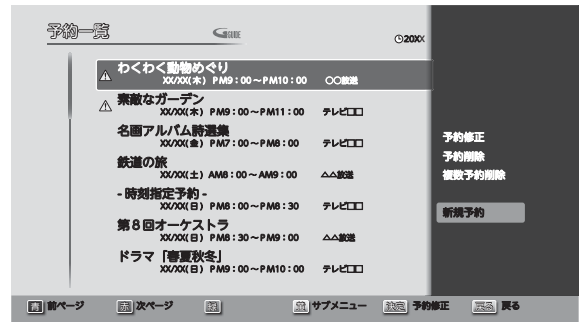 予約一覧
GGUIDE
20XX
わくわく動物めぐり
XX/XX(木) PM9:00～PM10:00 ○○放送
素敵なガーデン
XX/XX(木) PM9:00～PM11:00 テレビ□□
名画アルバム詩選集
XX/XX(金) PM7:00～PM8:00 テレビ□□
鉄道の旅
XX/XX(土) AM8:00～AM9:00 △△放送
- 時刻指定予約 -
XX/XX(日) PM8:00～PM8:30 テレビ□□
第8回オーケストラ
XX/XX(日) PM8:30～PM9:00 △△放送
ドラマ「春夏秋冬」
XX/XX(日) PM9:00～PM10:00 テレビ□□
予約修正
予約削除
複数予約削除
新規予約
青 前ページ 赤 次ページ サブメニュー 決定 予約修正 戻る 戻る